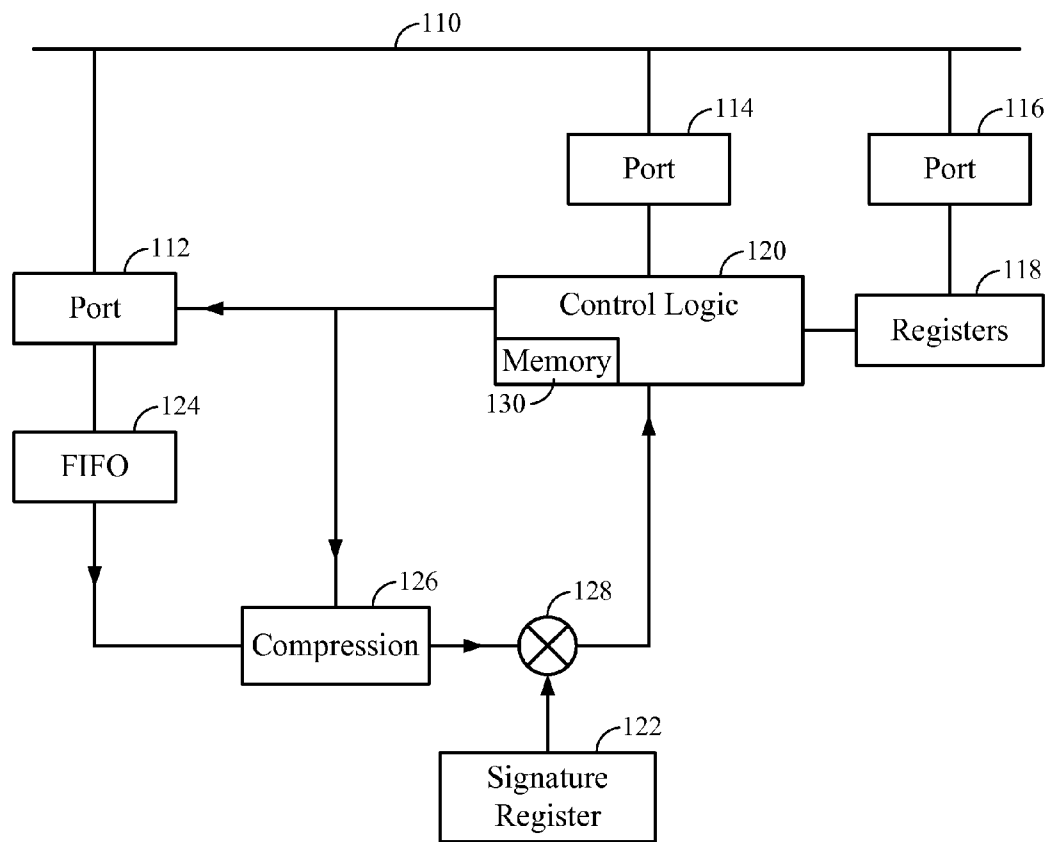 110
114
116
Port
Port
112
120
118
Port
Control Logic
Registers
Memory
130
124
FIFO
126
128
Compression
122
Signature
Register